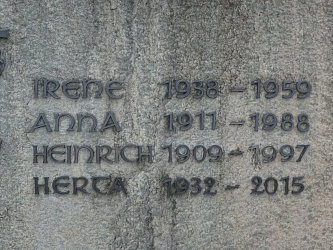 IRENE 1938 – 1959
ANNA 1911 – 1988
HEINRICH 1909 – 1997
HERTA 1932 – 2015